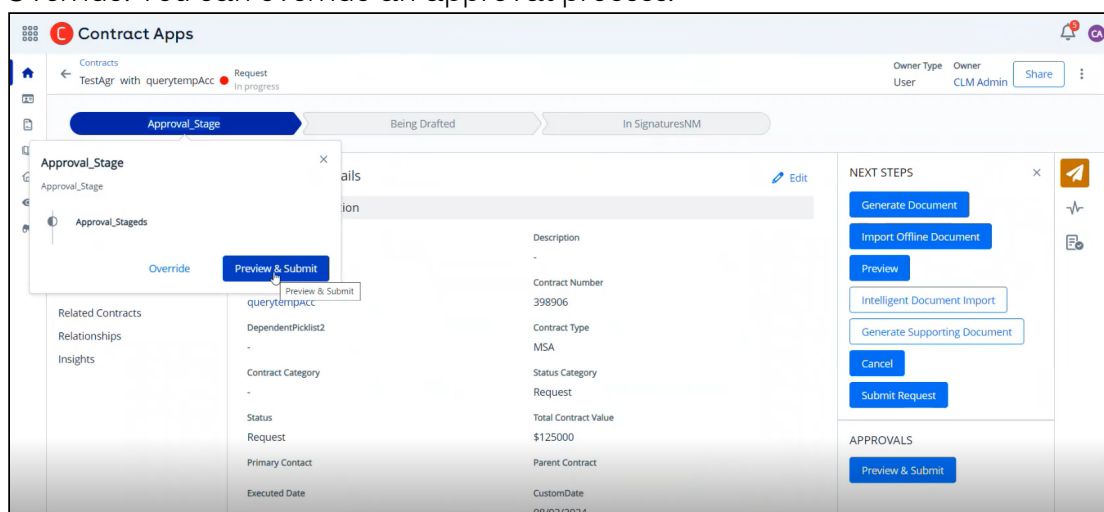 Override: You can override an approval process.
Contract Apps
CA
Contracts
TestAgr with querytempAcc
Request
In progress
Owner Type
User
Owner
CLM Admin
Share
Approval_Stage
Being Drafted
In SignaturesNM
Approval_Stage
Approval_Stage
Approval_Stageds
Override
Preview & Submit
Preview & Submit
ails
Edit
ion
Description
-
querytempAcc
Contract Number
398906
DependentPicklist2
-
Contract Type
MSA
Contract Category
-
Status Category
Request
Status
Request
Total Contract Value
$125000
Primary Contact
Parent Contract
Executed Date
CustomDate
08/02/2024
Related Contracts
Relationships
Insights
NEXT STEPS
Generate Document
Import Offline Document
Preview
Intelligent Document Import
Generate Supporting Document
Cancel
Submit Request
APPROVALS
Preview & Submit